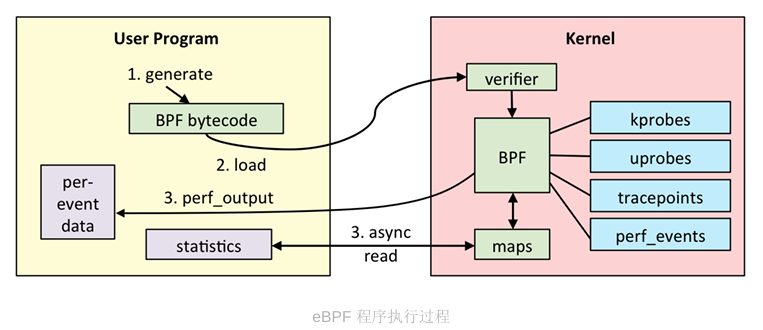 User Program
1. generate
BPF bytecode
2. load
per-
event
data
3. perf_output
statistics
3. async
read
Kernel
verifier
BPF
maps
kprobes
uprobes
tracepoints
perf_events
eBPF 程序执行过程